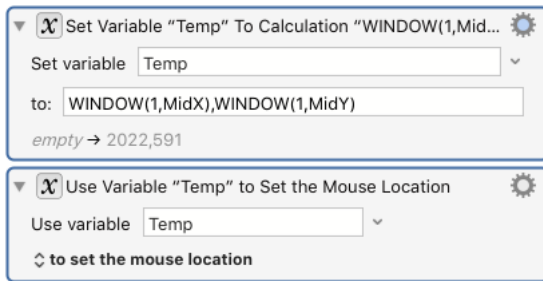 Set Variable “Temp” To Calculation “WINDOW(1,Mid...
Set variable Temp
to: WINDOW(1,MidX),WINDOW(1,MidY)
empty → 2022,591
Use Variable “Temp” to Set the Mouse Location
Use variable Temp
to set the mouse location